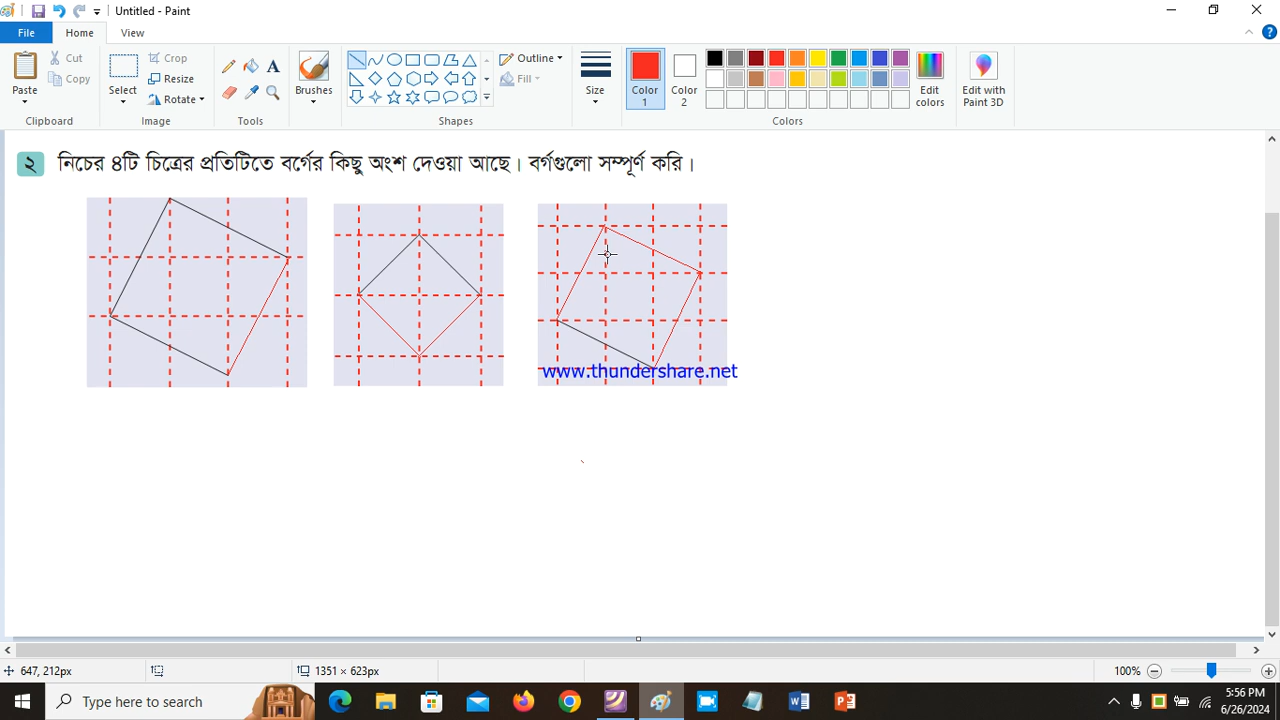 Untitled - Paint
File Home View
Paste
Cut
Copy
Clipboard
Select
Crop
Resize
Rotate
Image
A
Tools
Brushes
Shapes
Outline
Fill
Size
Color 1
Color 2
Edit colors
Colors
Edit with Paint 3D
২ নিচের ৪টি চিত্রের প্রতিটিতে বর্গের কিছু অংশ দেওয়া আছে। বর্গগুলো সম্পূর্ণ করি।
www.thundershare.net
647, 212px
1351 × 623px
100%
Type here to search
5:56 PM
6/26/2024